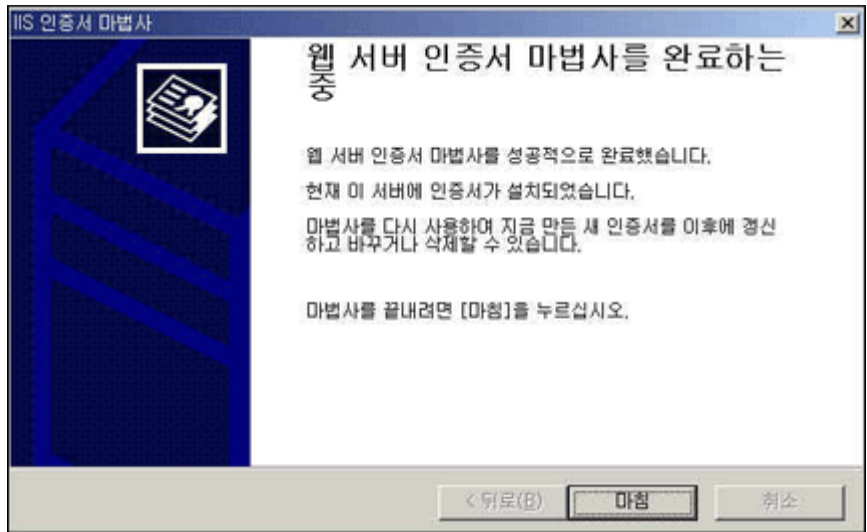 IIS 인증서 마법사
웹 서버 인증서 마법사를 완료하는
중
웹 서버 인증서 마법사를 성공적으로 완료했습니다.
현재 이 서버에 인증서가 설치되었습니다.
마법사를 다시 사용하여 지금 만든 새 인증서를 이후에 갱신
하고 바꾸거나 삭제할 수 있습니다.
마법사를 끝내려면 [마침]을 누르십시오.
< 뒤로(B) 마침 취소